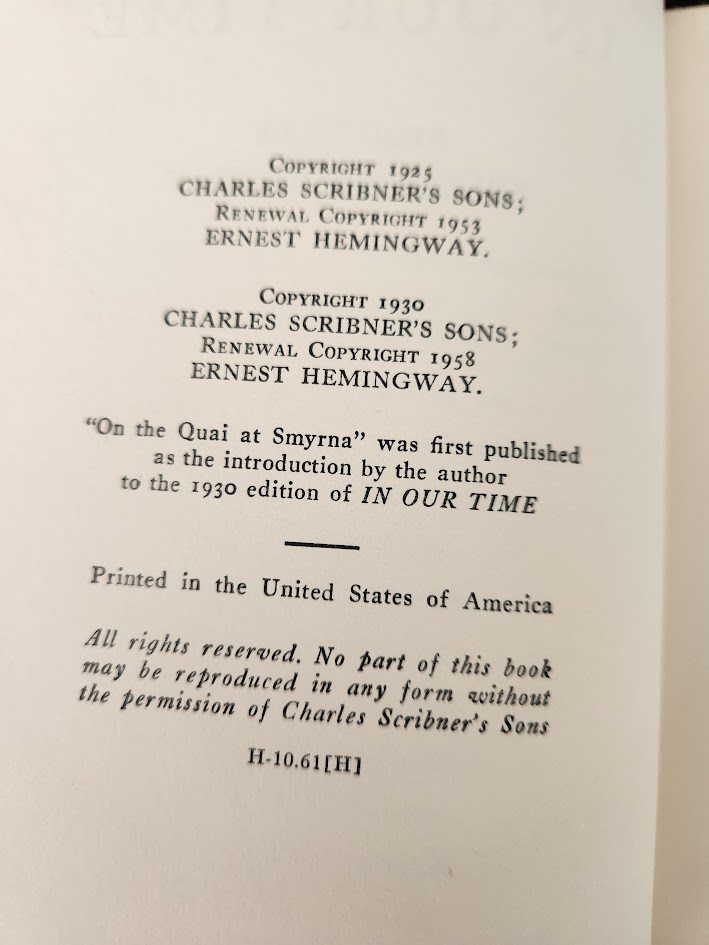 COPYRIGHT 1925
CHARLES SCRIBNER'S SONS;
RENEWAL COPYRIGHT 1953
ERNEST HEMINGWAY.
COPYRIGHT 1930
CHARLES SCRIBNER'S SONS;
RENEWAL COPYRIGHT 1958
ERNEST HEMINGWAY.
"On the Quai at Smyrna" was first published
as the introduction by the author
to the 1930 edition of IN OUR TIME
Printed in the United States of America
All rights reserved. No part of this book
may be reproduced in any form without
the permission of Charles Scribner's Sons
H-10.61[H]